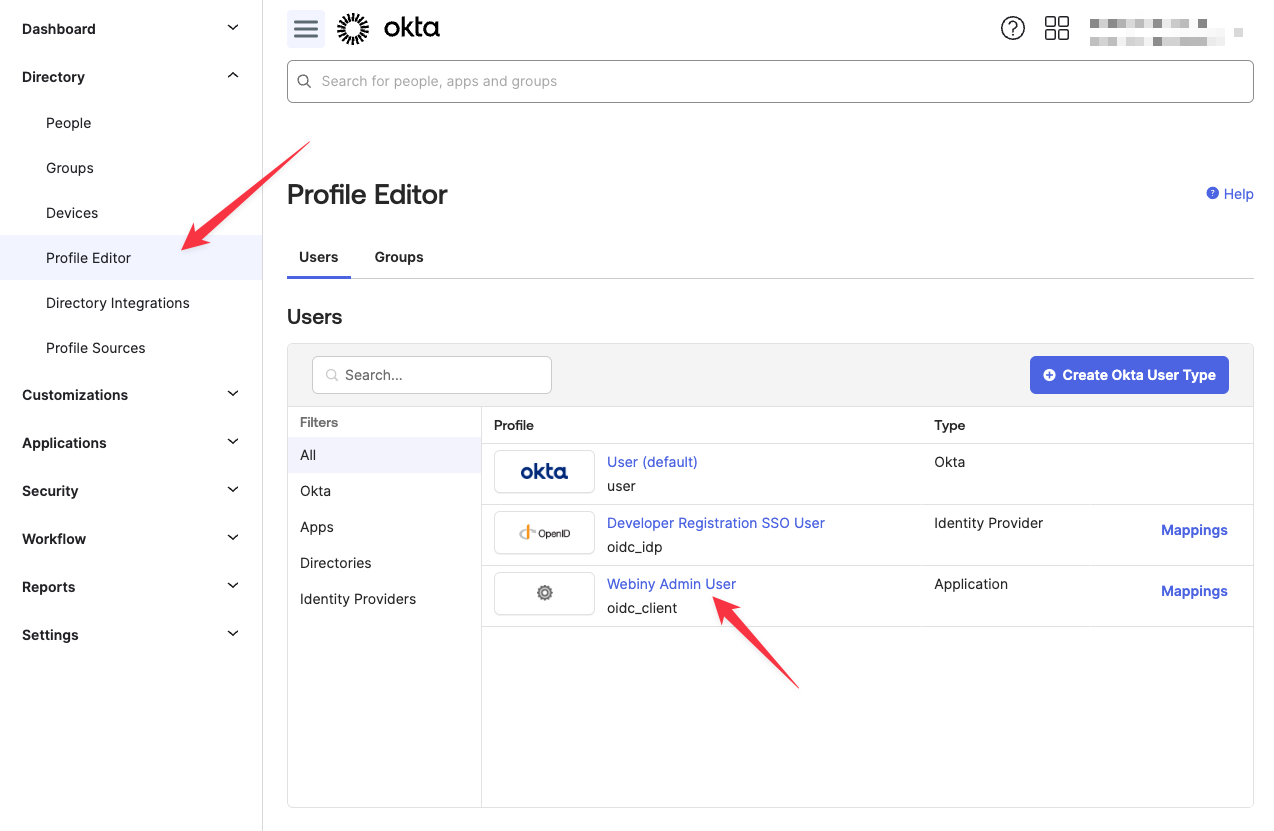 Dashboard
Directory
People
Groups
Devices
Profile Editor
Directory Integrations
Profile Sources
Customizations
Applications
Security
Workflow
Reports
Settings
okta
Search for people, apps and groups
Profile Editor
? Help
Users Groups
Users
Search...
Create Okta User Type
Filters
All
Okta
Apps
Directories
Identity Providers
Profile Type
okta User (default) Okta
user
OpenID Developer Registration SSO User Identity Provider Mappings
oidc_idp
Webiny Admin User Application Mappings
oidc_client